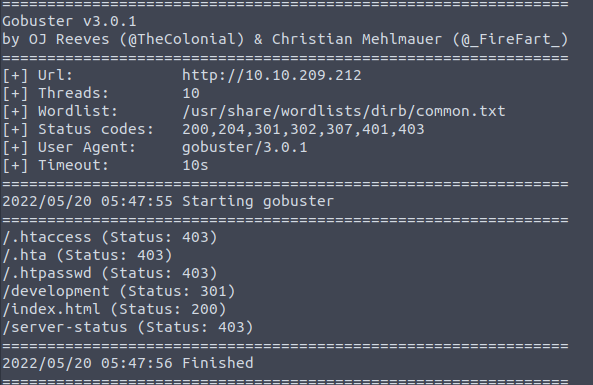 ===============================================================
Gobuster v3.0.1
by OJ Reeves (@TheColonial) & Christian Mehlmauer (@_FireFart_)
===============================================================
[+] Url:            http://10.10.209.212
[+] Threads:        10
[+] Wordlist:       /usr/share/wordlists/dirb/common.txt
[+] Status codes:   200,204,301,302,307,401,403
[+] User Agent:     gobuster/3.0.1
[+] Timeout:        10s
===============================================================
2022/05/20 05:47:55 Starting gobuster
===============================================================
/.htaccess (Status: 403)
/.hta (Status: 403)
/.htpasswd (Status: 403)
/development (Status: 301)
/index.html (Status: 200)
/server-status (Status: 403)
===============================================================
2022/05/20 05:47:56 Finished
===============================================================